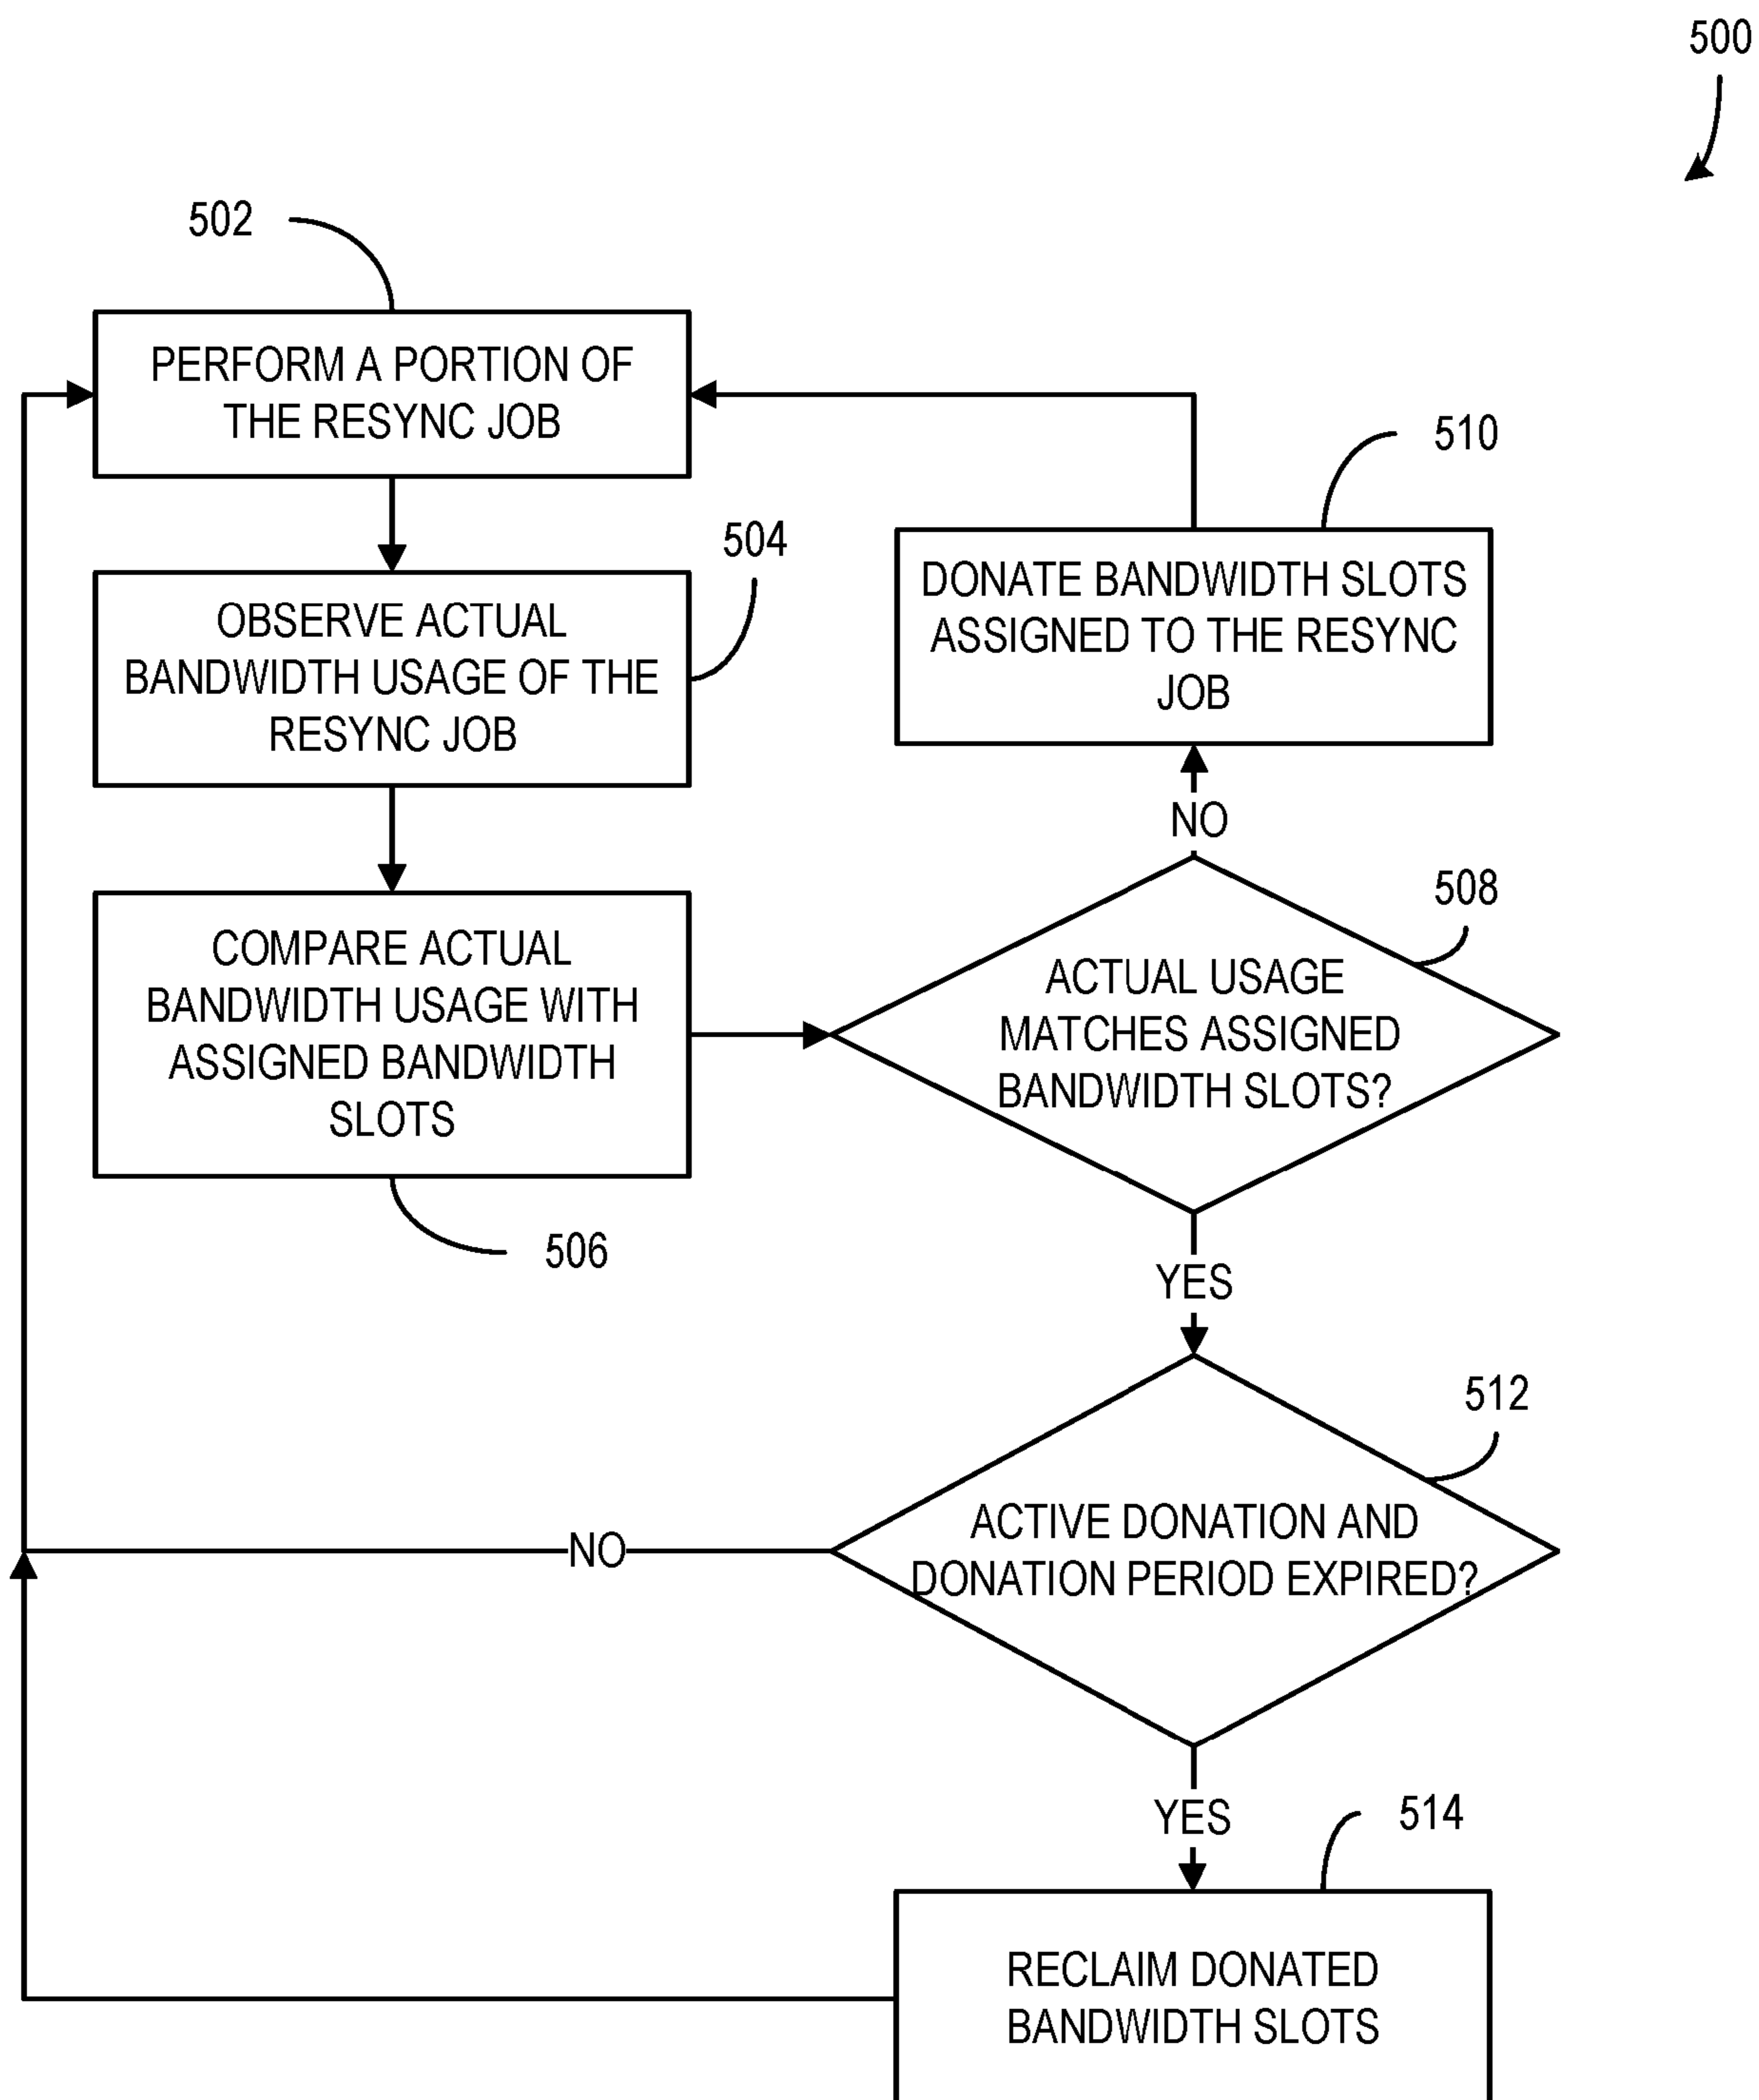 500
502
PERFORM A PORTION OF
THE RESYNC JOB
504
OBSERVE ACTUAL
BANDWIDTH USAGE OF THE
RESYNC JOB
COMPARE ACTUAL
BANDWIDTH USAGE WITH
ASSIGNED BANDWIDTH
SLOTS
506
510
DONATE BANDWIDTH SLOTS
ASSIGNED TO THE RESYNC
JOB
NO
508
ACTUAL USAGE
MATCHES ASSIGNED
BANDWIDTH SLOTS?
YES
512
ACTIVE DONATION AND
DONATION PERIOD EXPIRED?
NO
YES
514
RECLAIM DONATED
BANDWIDTH SLOTS